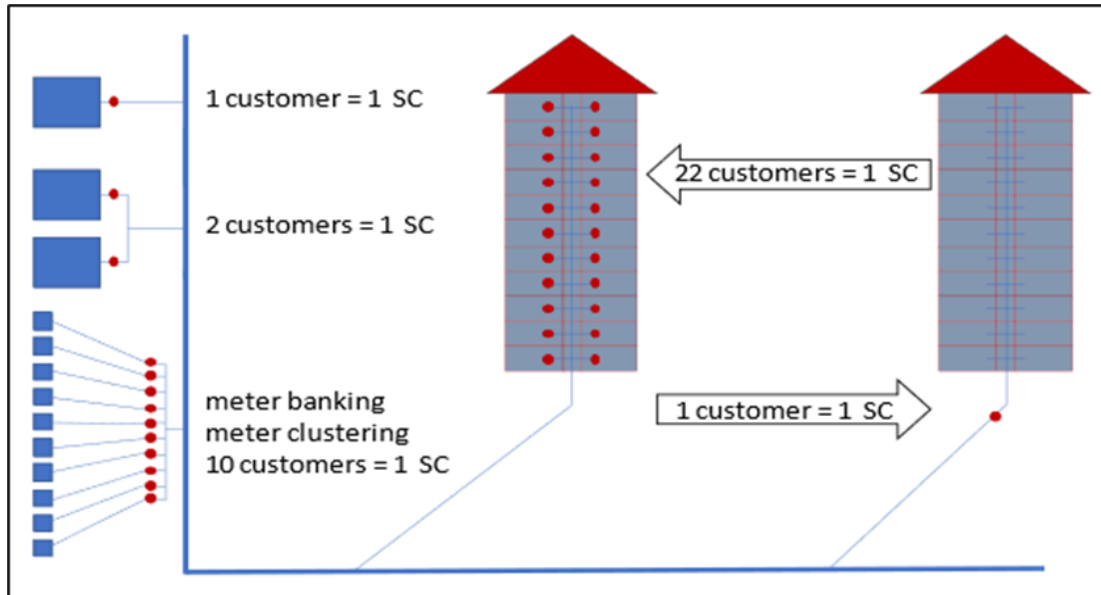 1 customer = 1 SC
2 customers = 1 SC
meter banking
meter clustering
10 customers = 1 SC
22 customers = 1 SC
1 customer = 1 SC